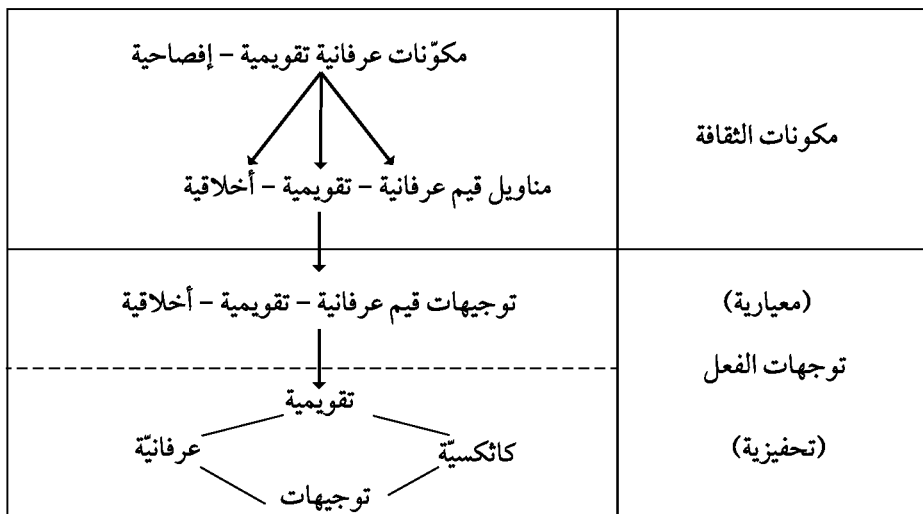 مكوّنات عرفانية تقويمية – إفصاحية
مكونات الثقافة
مناويل قيم عرفانية – تقويمية – أخلاقية
توجيهات قيم عرفانية – تقويمية – أخلاقية
(معيارية)
توجهات الفعل
تقويمية
كاثكسيّة
عرفانيّة
(تحفيزية)
توجيهات